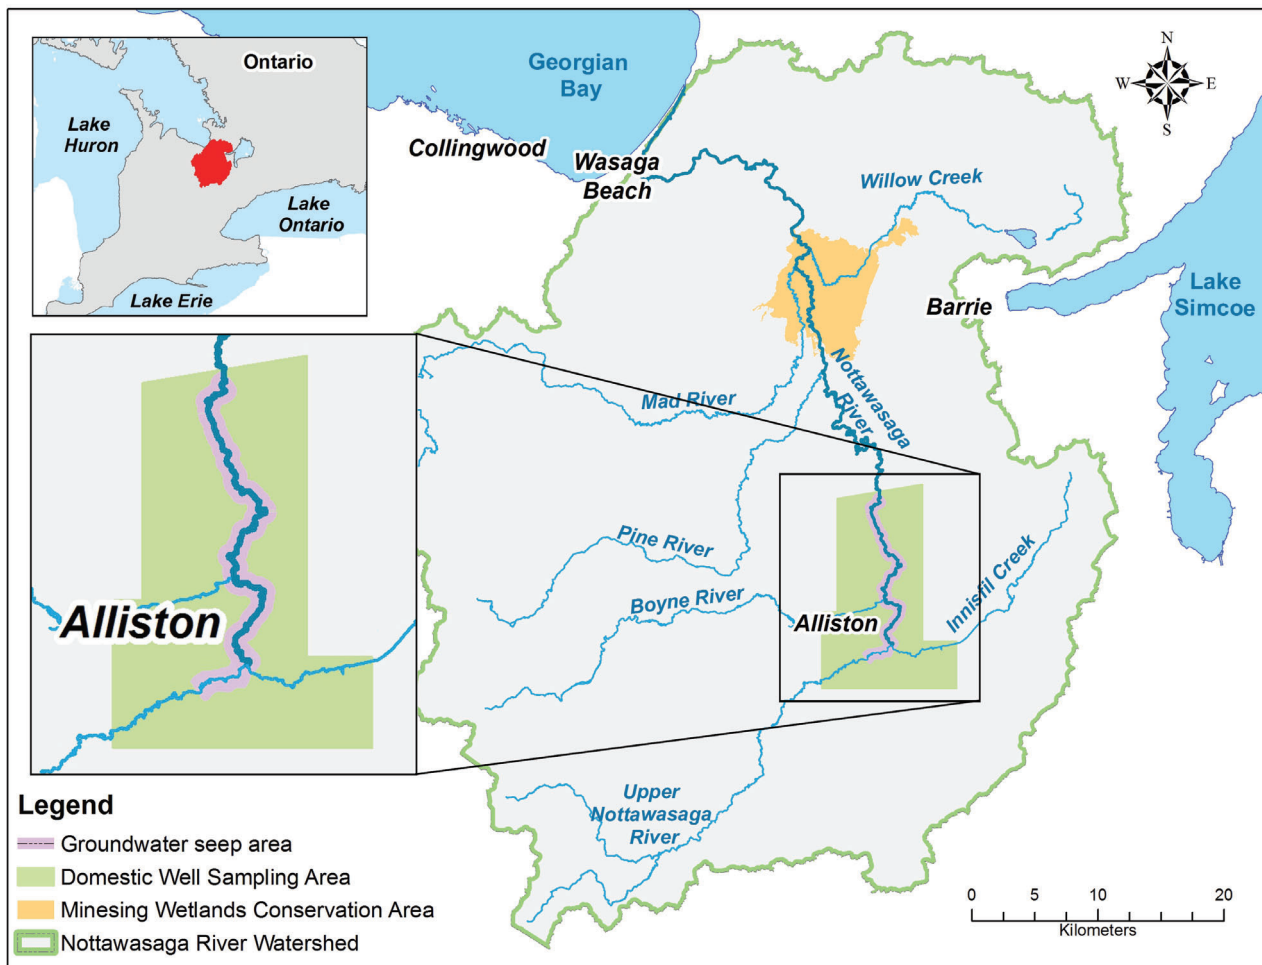 Ontario
Lake
Huron
Lake
Ontario
Lake Erie
Georgian
Bay
Collingwood
Wasaga
Beach
Willow Creek
N
W
E
S
Barrie
Lake
Simcoe
Mad River
Nottawasaga
River
Pine River
Boyne River
Alliston
Innisfil Creek
Alliston
Upper
Nottawasaga
River
Legend
Groundwater seep area
Domestic Well Sampling Area
Minesing Wetlands Conservation Area
Nottawasaga River Watershed
0 5 10 20
Kilometers